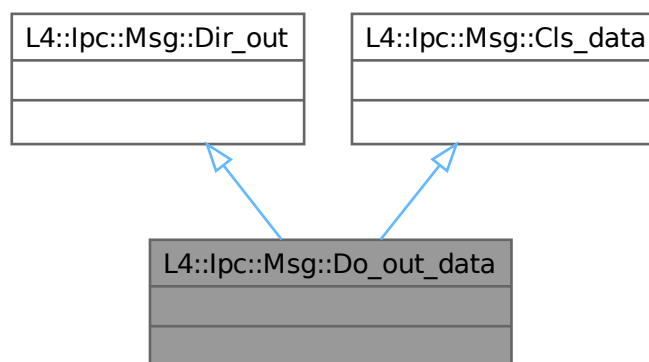 L4::Ipc::Msg::Dir_out
L4::Ipc::Msg::Cls_data
L4::Ipc::Msg::Do_out_data